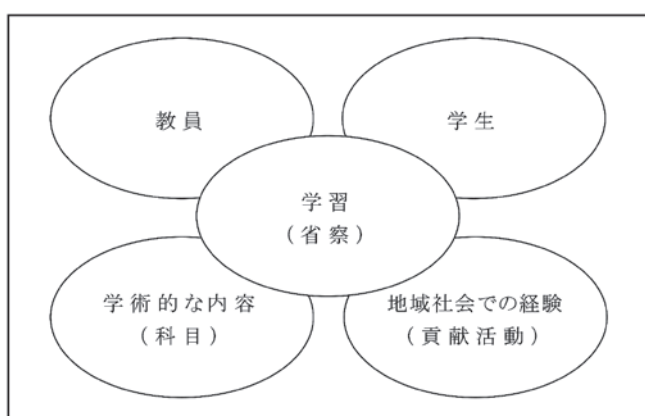 教員
学生
学習
(省察)
学術的な内容
(科目)
地域社会での経験
(貢献活動)